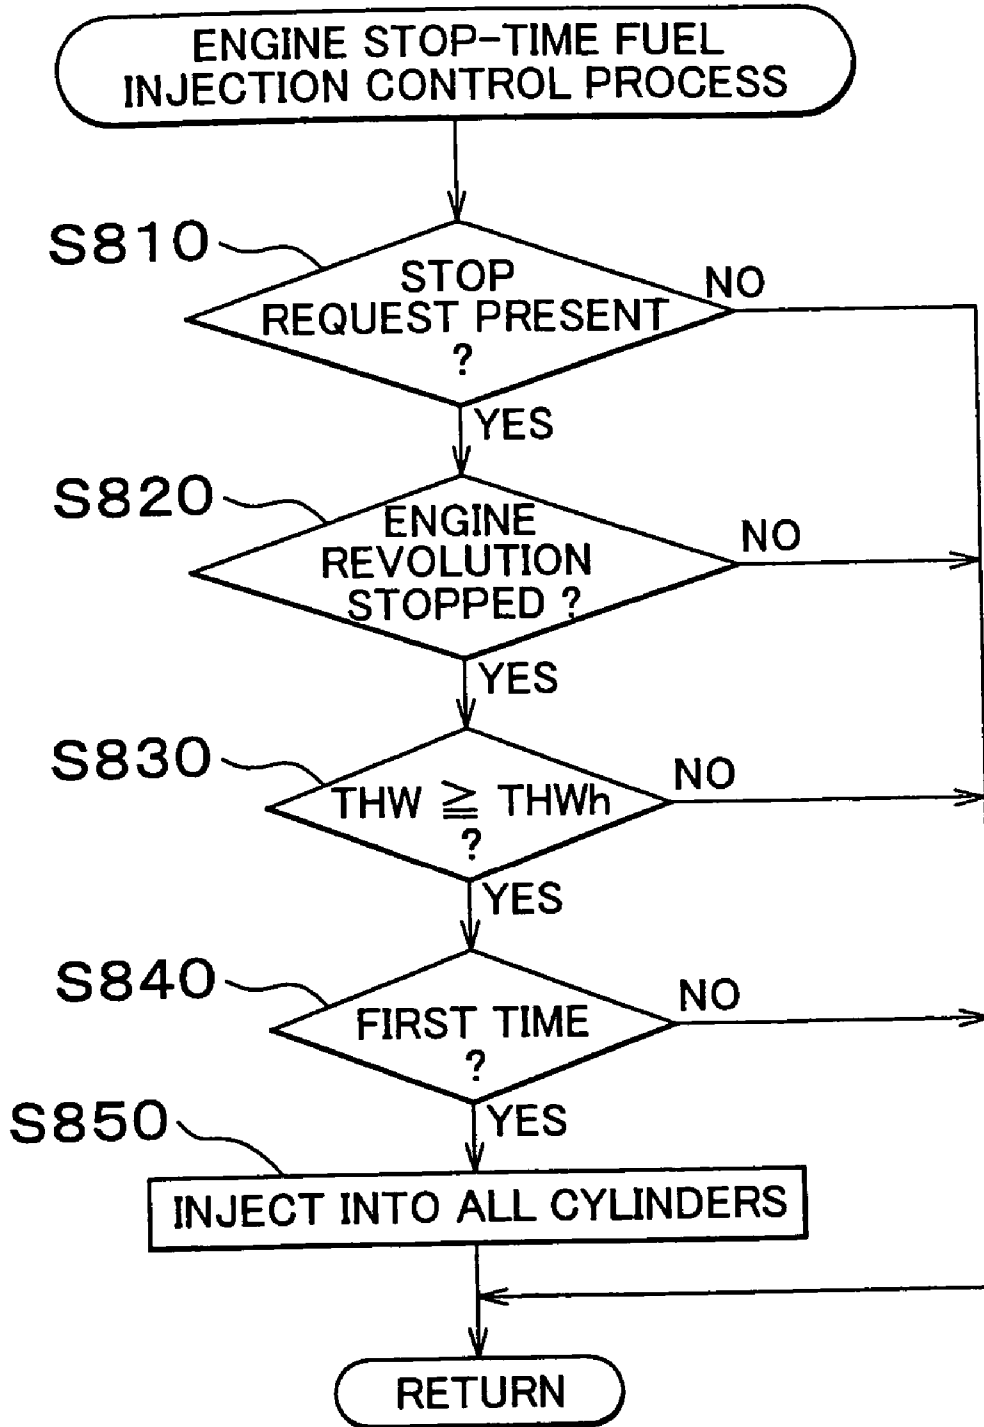 ENGINE STOP-TIME FUEL
INJECTION CONTROL PROCESS
S810
STOP
REQUEST PRESENT
?
NO
YES
S820
ENGINE
REVOLUTION
STOPPED ?
NO
YES
S830
THW ≧ THWh
?
NO
YES
S840
FIRST TIME
?
NO
YES
S850
INJECT INTO ALL CYLINDERS
RETURN